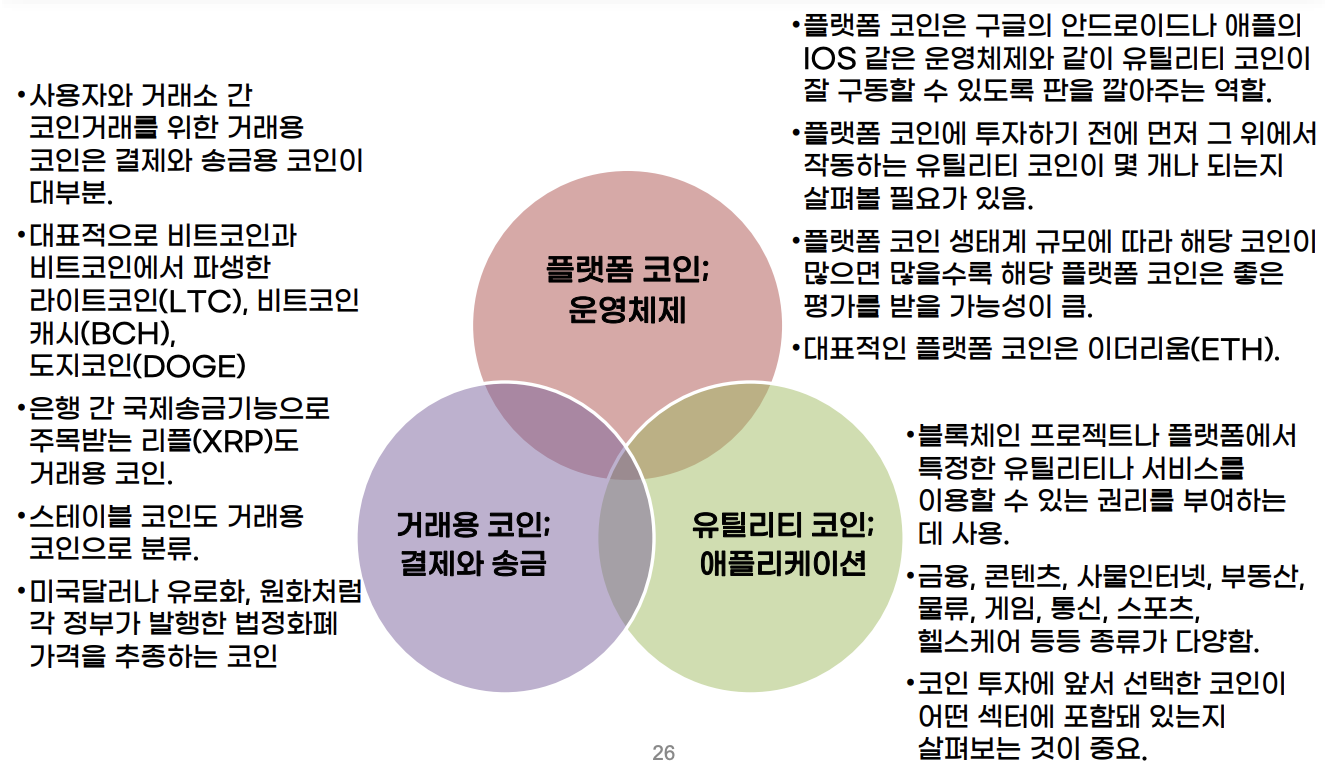 •사용자와 거래소 간
코인거래를 위한 거래용
코인은 결제와 송금용 코인이
대부분.
•대표적으로 비트코인과
비트코인에서 파생한
라이트코인(LTC), 비트코인
캐시(BCH),
도지코인(DOGE)
•은행 간 국제송금기능으로
주목받는 리플(XRP)도
거래용 코인.
•스테이블 코인도 거래용
코인으로 분류.
•미국달러나 유로화, 원화처럼
각 정부가 발행한 법정화폐
가격을 추종하는 코인
플랫폼 코인;
운영체제
거래용 코인;
결제와 송금
유틸리티 코인;
애플리케이션
•플랫폼 코인은 구글의 안드로이드나 애플의
IOS 같은 운영체제와 같이 유틸리티 코인이
잘 구동할 수 있도록 판을 깔아주는 역할.
•플랫폼 코인에 투자하기 전에 먼저 그 위에서
작동하는 유틸리티 코인이 몇 개나 되는지
살펴볼 필요가 있음.
•플랫폼 코인 생태계 규모에 따라 해당 코인이
많으면 많을수록 해당 플랫폼 코인은 좋은
평가를 받을 가능성이 큼.
•대표적인 플랫폼 코인은 이더리움(ETH).
•블록체인 프로젝트나 플랫폼에서
특정한 유틸리티나 서비스를
이용할 수 있는 권리를 부여하는
데 사용.
•금융, 콘텐츠, 사물인터넷, 부동산,
물류, 게임, 통신, 스포츠,
헬스케어 등등 종류가 다양함.
•코인 투자에 앞서 선택한 코인이
어떤 섹터에 포함돼 있는지
살펴보는 것이 중요.
26